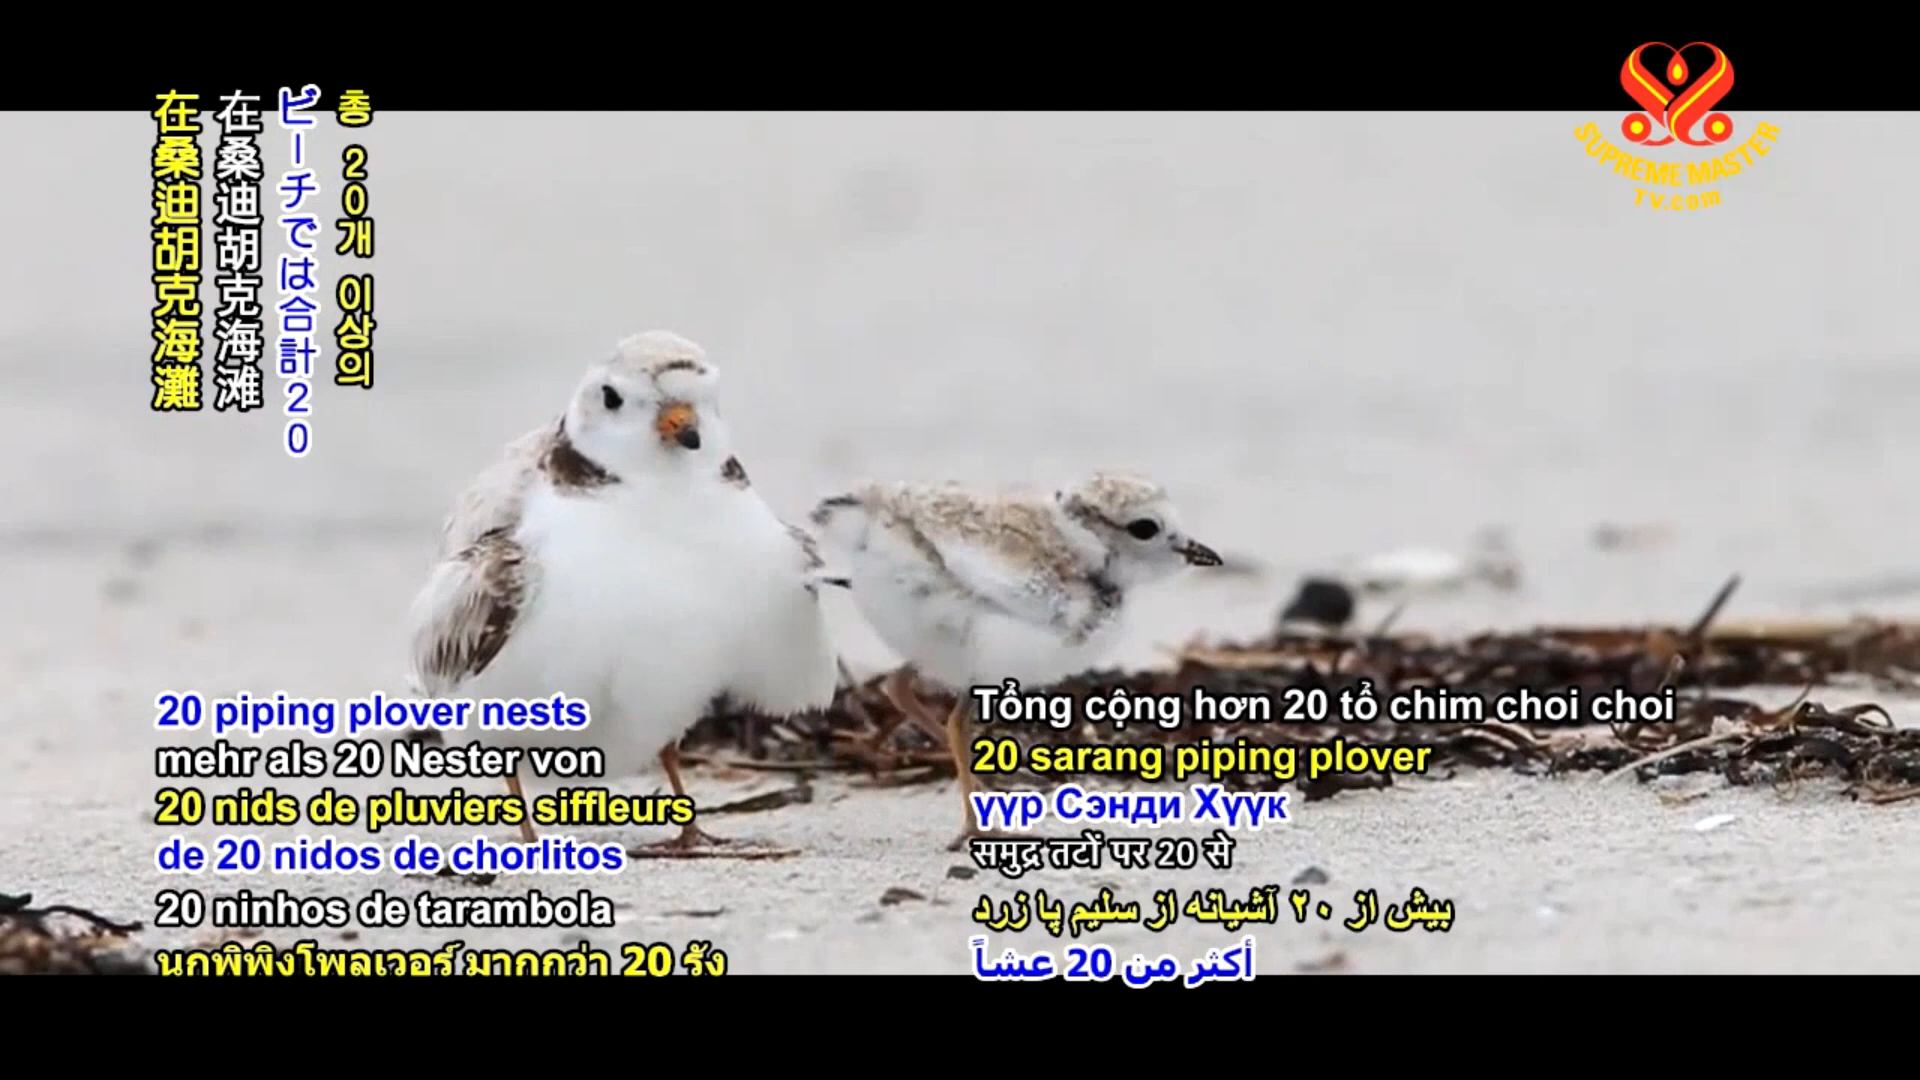 在桑迪胡克海灘
在桑迪胡克海滩
ビーチでは合計20
총 20개 이상의
SUPREME MASTER
TV.com
20 piping plover nests
mehr als 20 Nester von
20 nids de pluviers siffleurs
de 20 nidos de chorlitos
20 ninhos de tarambola
นกพิพิงโพลเวอร์ มากกว่า 20 รัง
Tổng cộng hơn 20 tổ chim choi choi
20 sarang piping plover
үүр Сэнди Хүүк
समुद्र तटों पर 20 से
بیش از ۲۰ آشیانه از سلیم پا زرد
أكثر من 20 عشاً